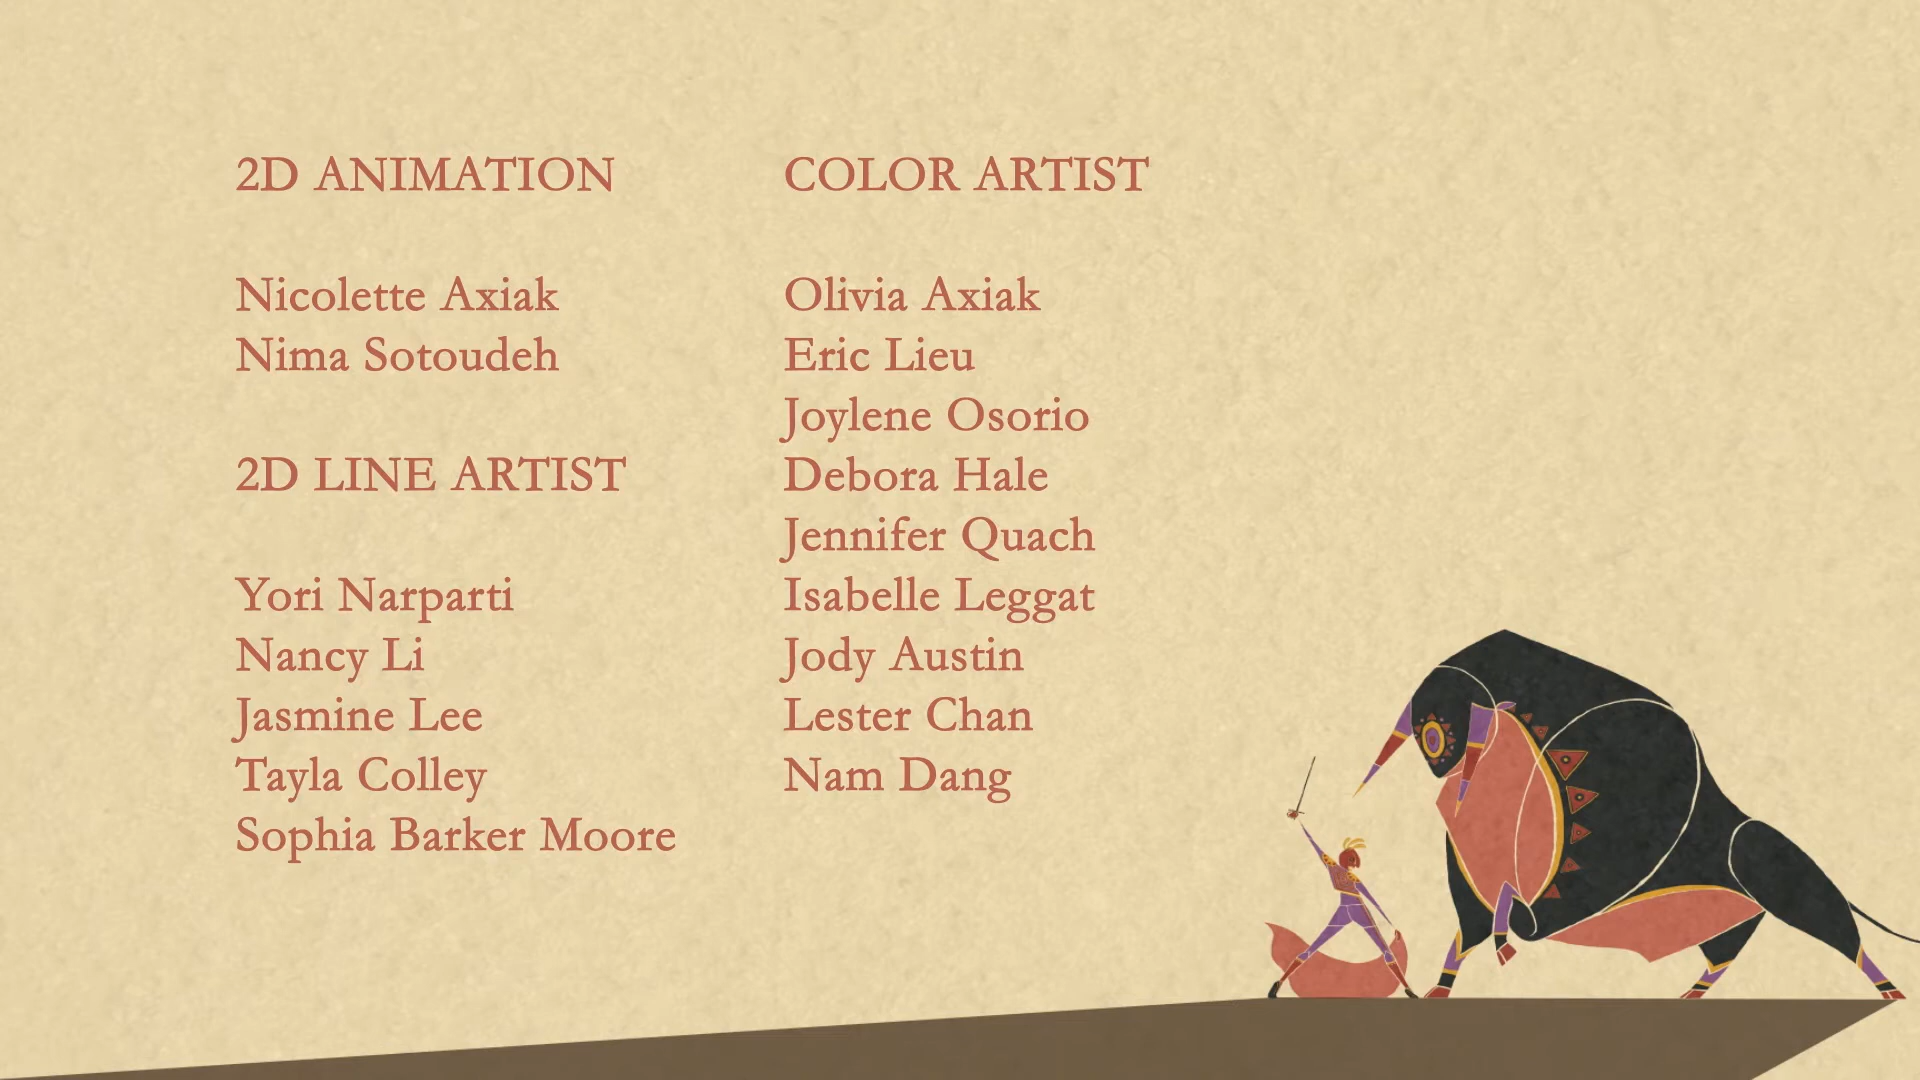 2D ANIMATION
Nicolette Axiak
Nima Sotoudeh
2D LINE ARTIST
Yori Narparti
Nancy Li
Jasmine Lee
Tayla Colley
Sophia Barker Moore
COLOR ARTIST
Olivia Axiak
Eric Lieu
Joylene Osorio
Debora Hale
Jennifer Quach
Isabelle Leggat
Jody Austin
Lester Chan
Nam Dang